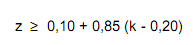 z ≥ 0,10 + 0,85 (k - 0,20)